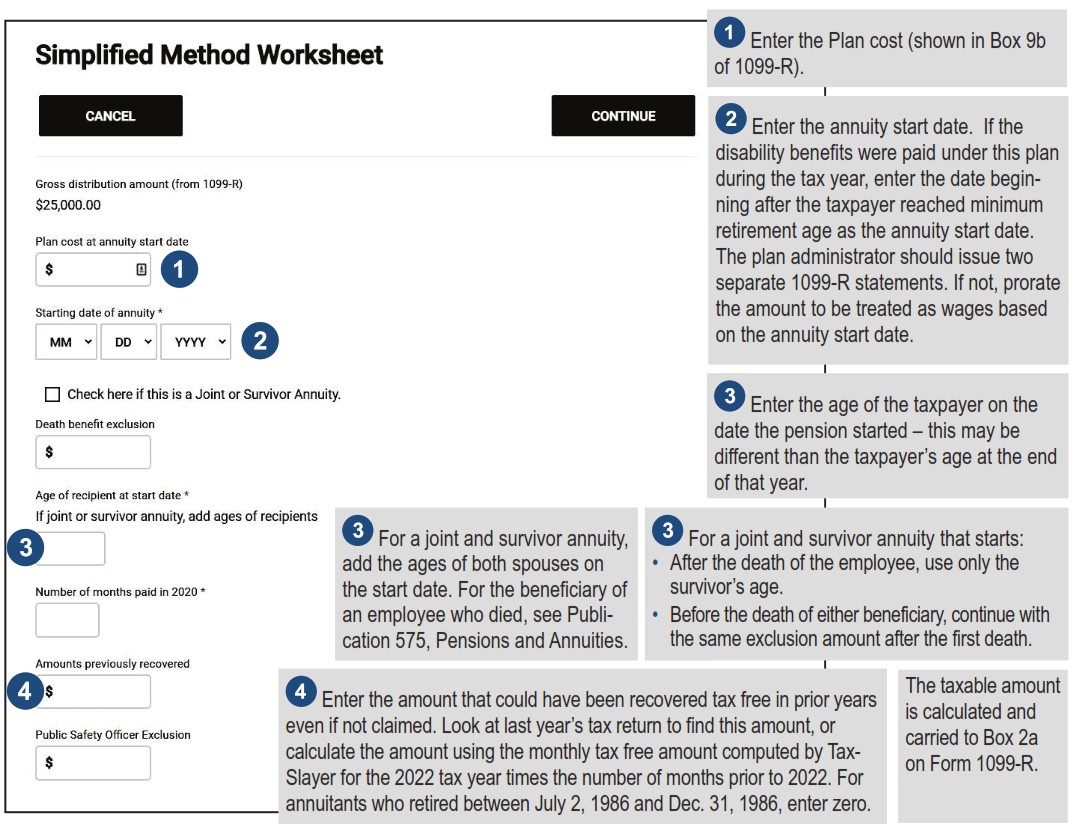 Simplified Method Worksheet
CANCEL
CONTINUE
Gross distribution amount (from 1099-R)
$25,000.00
Plan cost at annuity start date
$
1
Starting date of annuity *
MM
DD
YYYY
2
Check here if this is a Joint or Survivor Annuity.
Death benefit exclusion
$
Age of recipient at start date *
If joint or survivor annuity, add ages of recipients
3
Number of months paid in 2020 *
Amounts previously recovered
4
$
Public Safety Officer Exclusion
$
1 Enter the Plan cost (shown in Box 9b
of 1099-R).
2 Enter the annuity start date. If the
disability benefits were paid under this plan
during the tax year, enter the date begin-
ning after the taxpayer reached minimum
retirement age as the annuity start date.
The plan administrator should issue two
separate 1099-R statements. If not, prorate
the amount to be treated as wages based
on the annuity start date.
3 Enter the age of the taxpayer on the
date the pension started – this may be
different than the taxpayer's age at the end
of that year.
3 For a joint and survivor annuity,
add the ages of both spouses on
the start date. For the beneficiary of
an employee who died, see Publi-
cation 575, Pensions and Annuities.
3 For a joint and survivor annuity that starts:
• After the death of the employee, use only the
survivor's age.
• Before the death of either beneficiary, continue with
the same exclusion amount after the first death.
4 Enter the amount that could have been recovered tax free in prior years
even if not claimed. Look at last year's tax return to find this amount, or
calculate the amount using the monthly tax free amount computed by Tax-
Slayer for the 2022 tax year times the number of months prior to 2022. For
annuitants who retired between July 2, 1986 and Dec. 31, 1986, enter zero.
The taxable amount
is calculated and
carried to Box 2a
on Form 1099-R.